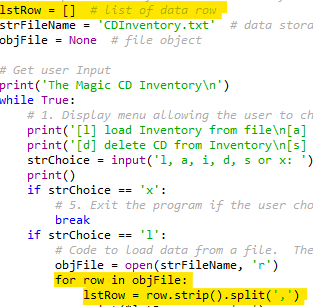 lstRow = [] # list of data row
strFileName = 'CDInventory.txt' # data stora
objFile = None # file object
# Get user Input
print('The Magic CD Inventory\n')
while True:
# 1. Display menu allowing the user to ch
print('[l] load Inventory from file\n[a]
print('[d] delete CD from Inventory\n[s]
strChoice = input('l, a, i, d, s or x: ')
print()
if strChoice == 'x':
# 5. Exit the program if the user cho
break
if strChoice == 'l':
# Code to load data from a file. The
objFile = open(strFileName, 'r')
for row in objFile:
lstRow = row.strip().split(',')